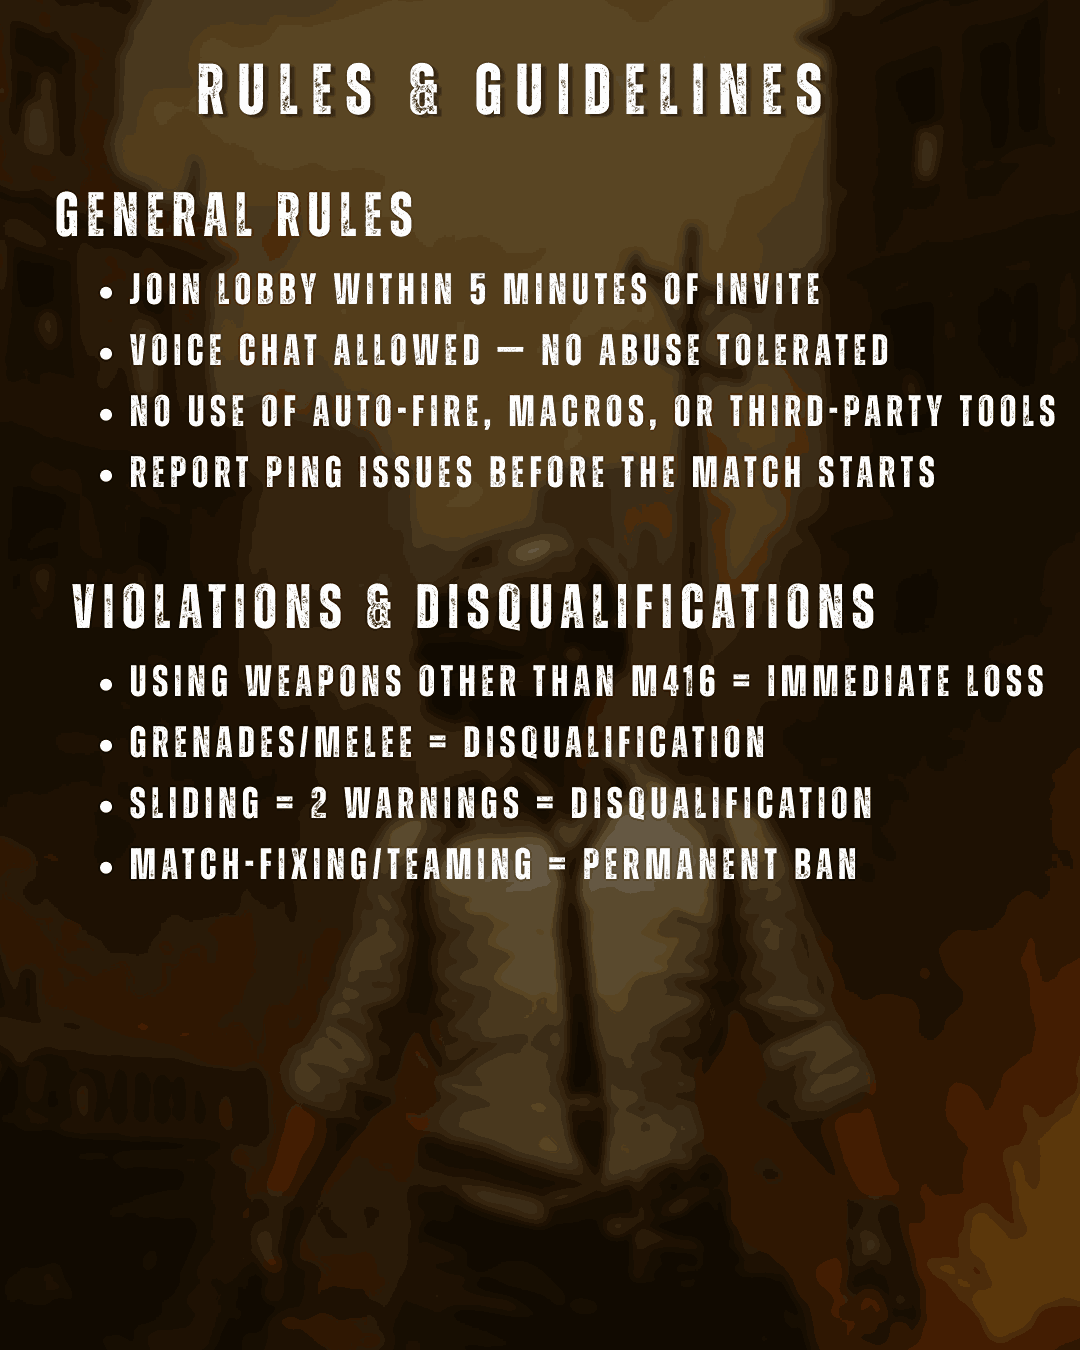 RULES & GUIDELINES
GENERAL RULES
• JOIN LOBBY WITHIN 5 MINUTES OF INVITE
• VOICE CHAT ALLOWED — NO ABUSE TOLERATED
• NO USE OF AUTO-FIRE, MACROS, OR THIRD-PARTY TOOLS
• REPORT PING ISSUES BEFORE THE MATCH STARTS
VIOLATIONS & DISQUALIFICATIONS
• USING WEAPONS OTHER THAN M416 = IMMEDIATE LOSS
• GRENADES/MELEE = DISQUALIFICATION
• SLIDING = 2 WARNINGS = DISQUALIFICATION
• MATCH-FIXING/TEAMING = PERMANENT BAN